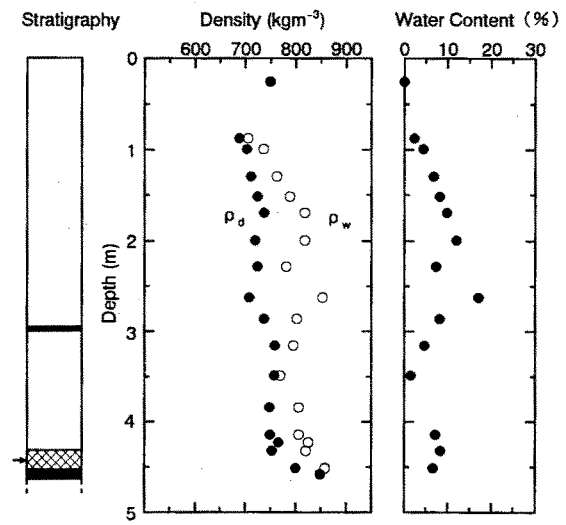 Stratigraphy
Density (kgm⁻³)
Water Content (%)
600 700 800 900
0 10 20 30
0
1
2
3
4
5
Depth (m)
ρd
ρw